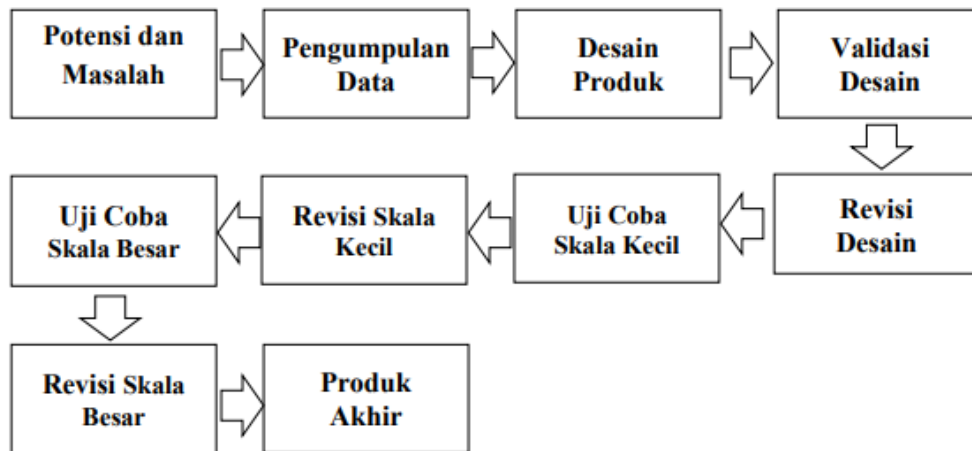 Potensi dan
Masalah
Pengumpulan
Data
Desain
Produk
Validasi
Desain
Revisi
Desain
Uji Coba
Skala Kecil
Revisi Skala
Kecil
Uji Coba
Skala Besar
Revisi Skala
Besar
Produk
Akhir